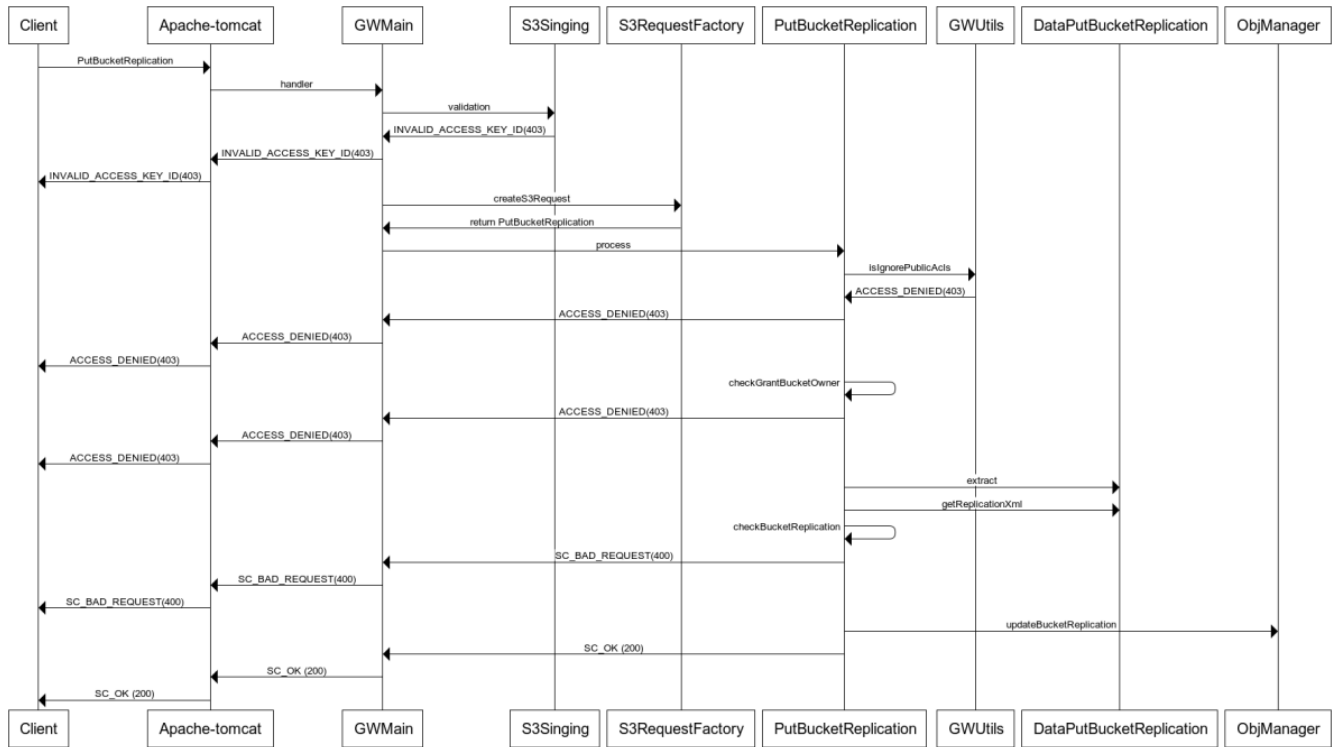 Client Apache-tomcat GWMain S3Singing S3RequestFactory PutBucketReplication GWUtils DataPutBucketReplication ObjManager
PutBucketReplication
handler
validation
INVALID_ACCESS_KEY_ID(403)
INVALID_ACCESS_KEY_ID(403)
INVALID_ACCESS_KEY_ID(403)
createS3Request
return PutBucketReplication
process
isIgnorePublicAcls
ACCESS_DENIED(403)
ACCESS_DENIED(403)
ACCESS_DENIED(403)
ACCESS_DENIED(403)
checkGrantBucketOwner
ACCESS_DENIED(403)
ACCESS_DENIED(403)
ACCESS_DENIED(403)
extract
getReplicationXml
checkBucketReplication
SC_BAD_REQUEST(400)
SC_BAD_REQUEST(400)
SC_BAD_REQUEST(400)
updateBucketReplication
SC_OK (200)
SC_OK (200)
SC_OK (200)
Client Apache-tomcat GWMain S3Singing S3RequestFactory PutBucketReplication GWUtils DataPutBucketReplication ObjManager